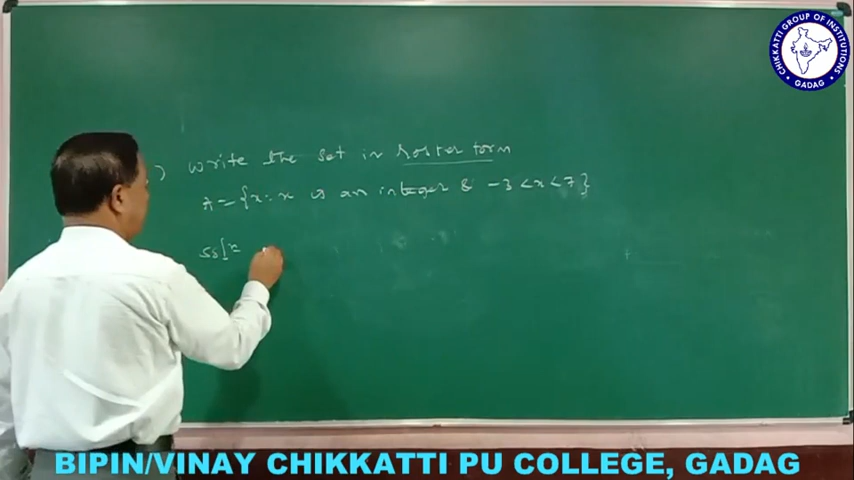 ) Write the set in roster form
A = {x : x is an integer & -3 < x < 7}
Sol^n
CHIKKATTI GROUP OF INSTITUTIONS
GADAG
BIPIN/VINAY CHIKKATTI PU COLLEGE, GADAG